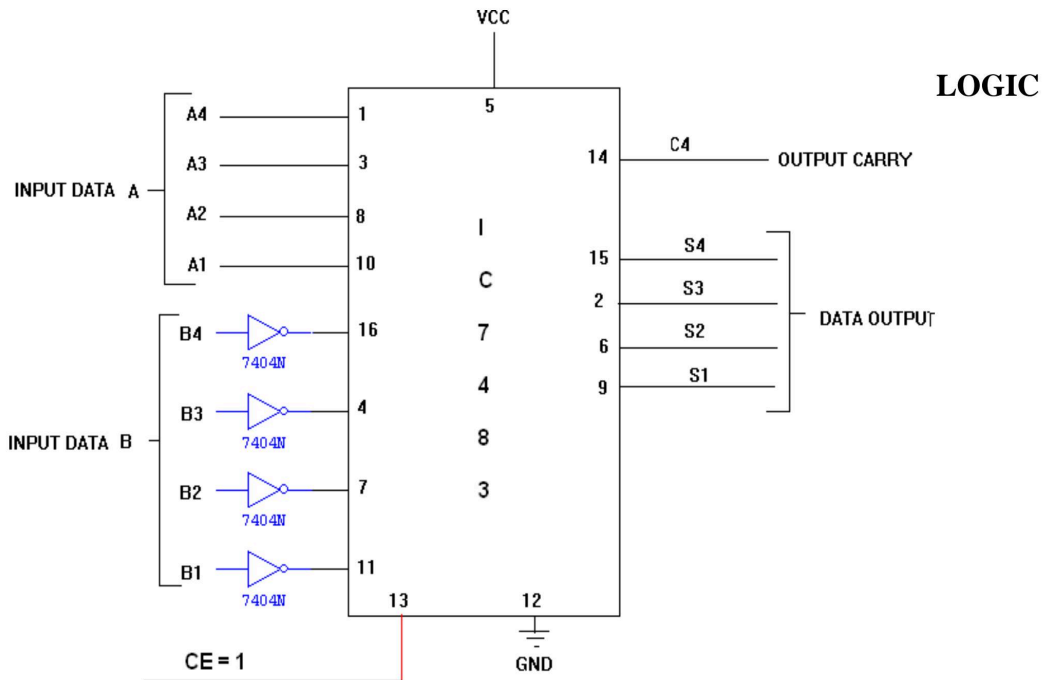 VCC
LOGIC
5
A4
1
C4
14
OUTPUT CARRY
A3
3
INPUT DATA A
A2
8
A1
10
I
C
7
4
8
3
15
S4
2
S3
DATA OUTPUT
6
S2
9
S1
B4
7404N
16
B3
7404N
4
INPUT DATA B
B2
7404N
7
B1
7404N
11
13
12
CE = 1
GND